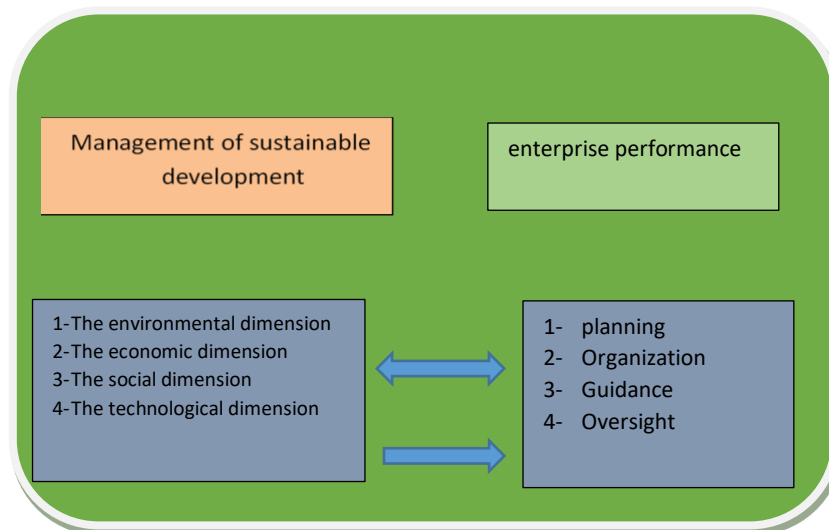 Management of sustainable
development
enterprise performance
1-The environmental dimension
2-The economic dimension
3-The social dimension
4-The technological dimension
1- planning
2- Organization
3- Guidance
4- Oversight